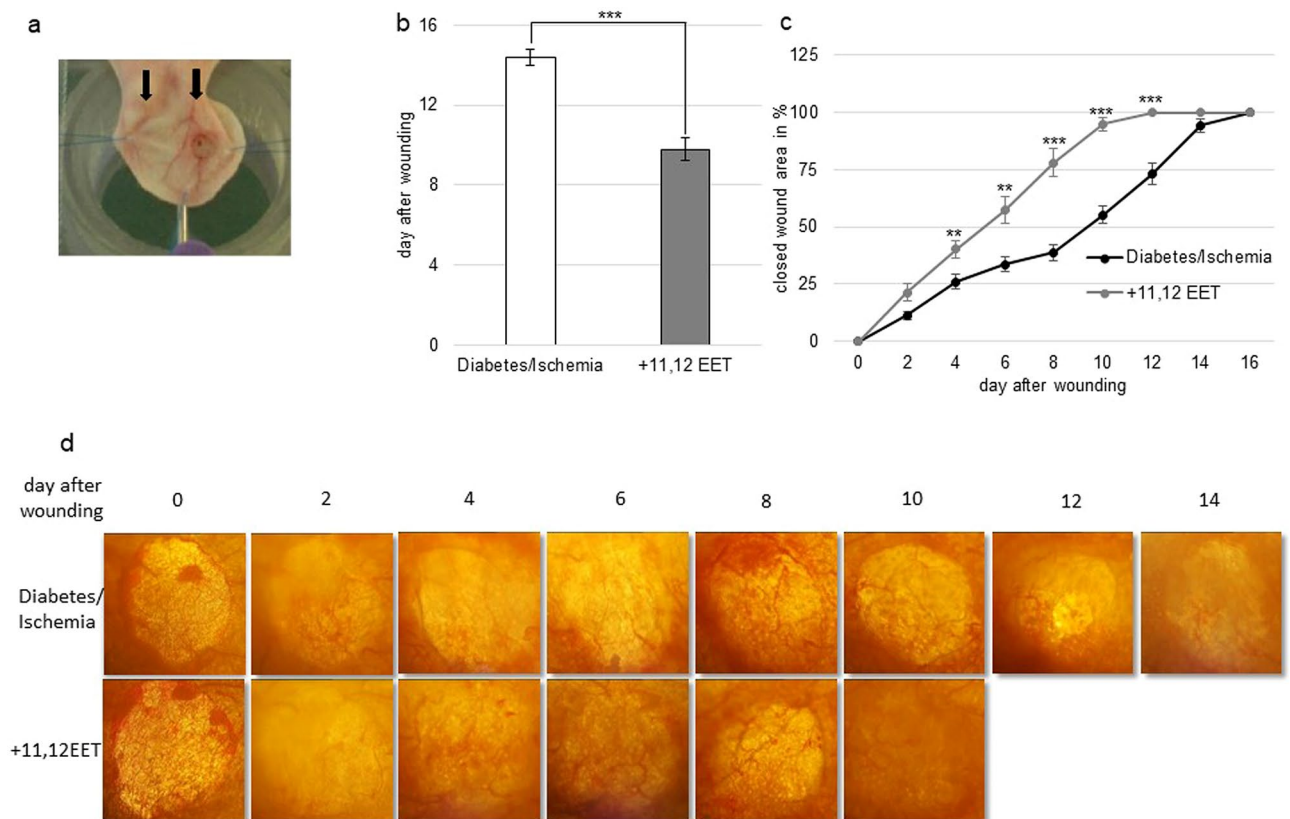 a
b
***
16
12
8
4
0
day after wounding
Diabetes/Ischemia
+11,12 EET
c
125
100
75
50
25
0
closed wound area in %
**
**
***
***
***
Diabetes/Ischemia
+11,12 EET
0 2 4 6 8 10 12 14 16
day after wounding
d
day after
wounding
0 2 4 6 8 10 12 14
Diabetes/
Ischemia
+11,12EET